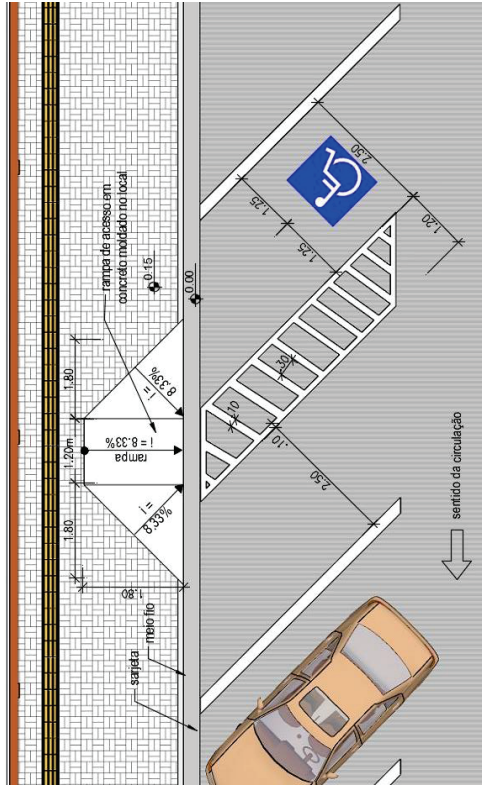 rampa de acesso em
concreto moldado no local
0.15
0.00
1.80
1.20m
1.80
i = 8.33%
i = 8.33%
rampa
i = 8.33%
1.80
meio fio
sarjeta
2.50
1.25
1.25
1.20
.30
.10
.10
2.50
sentido da circulação